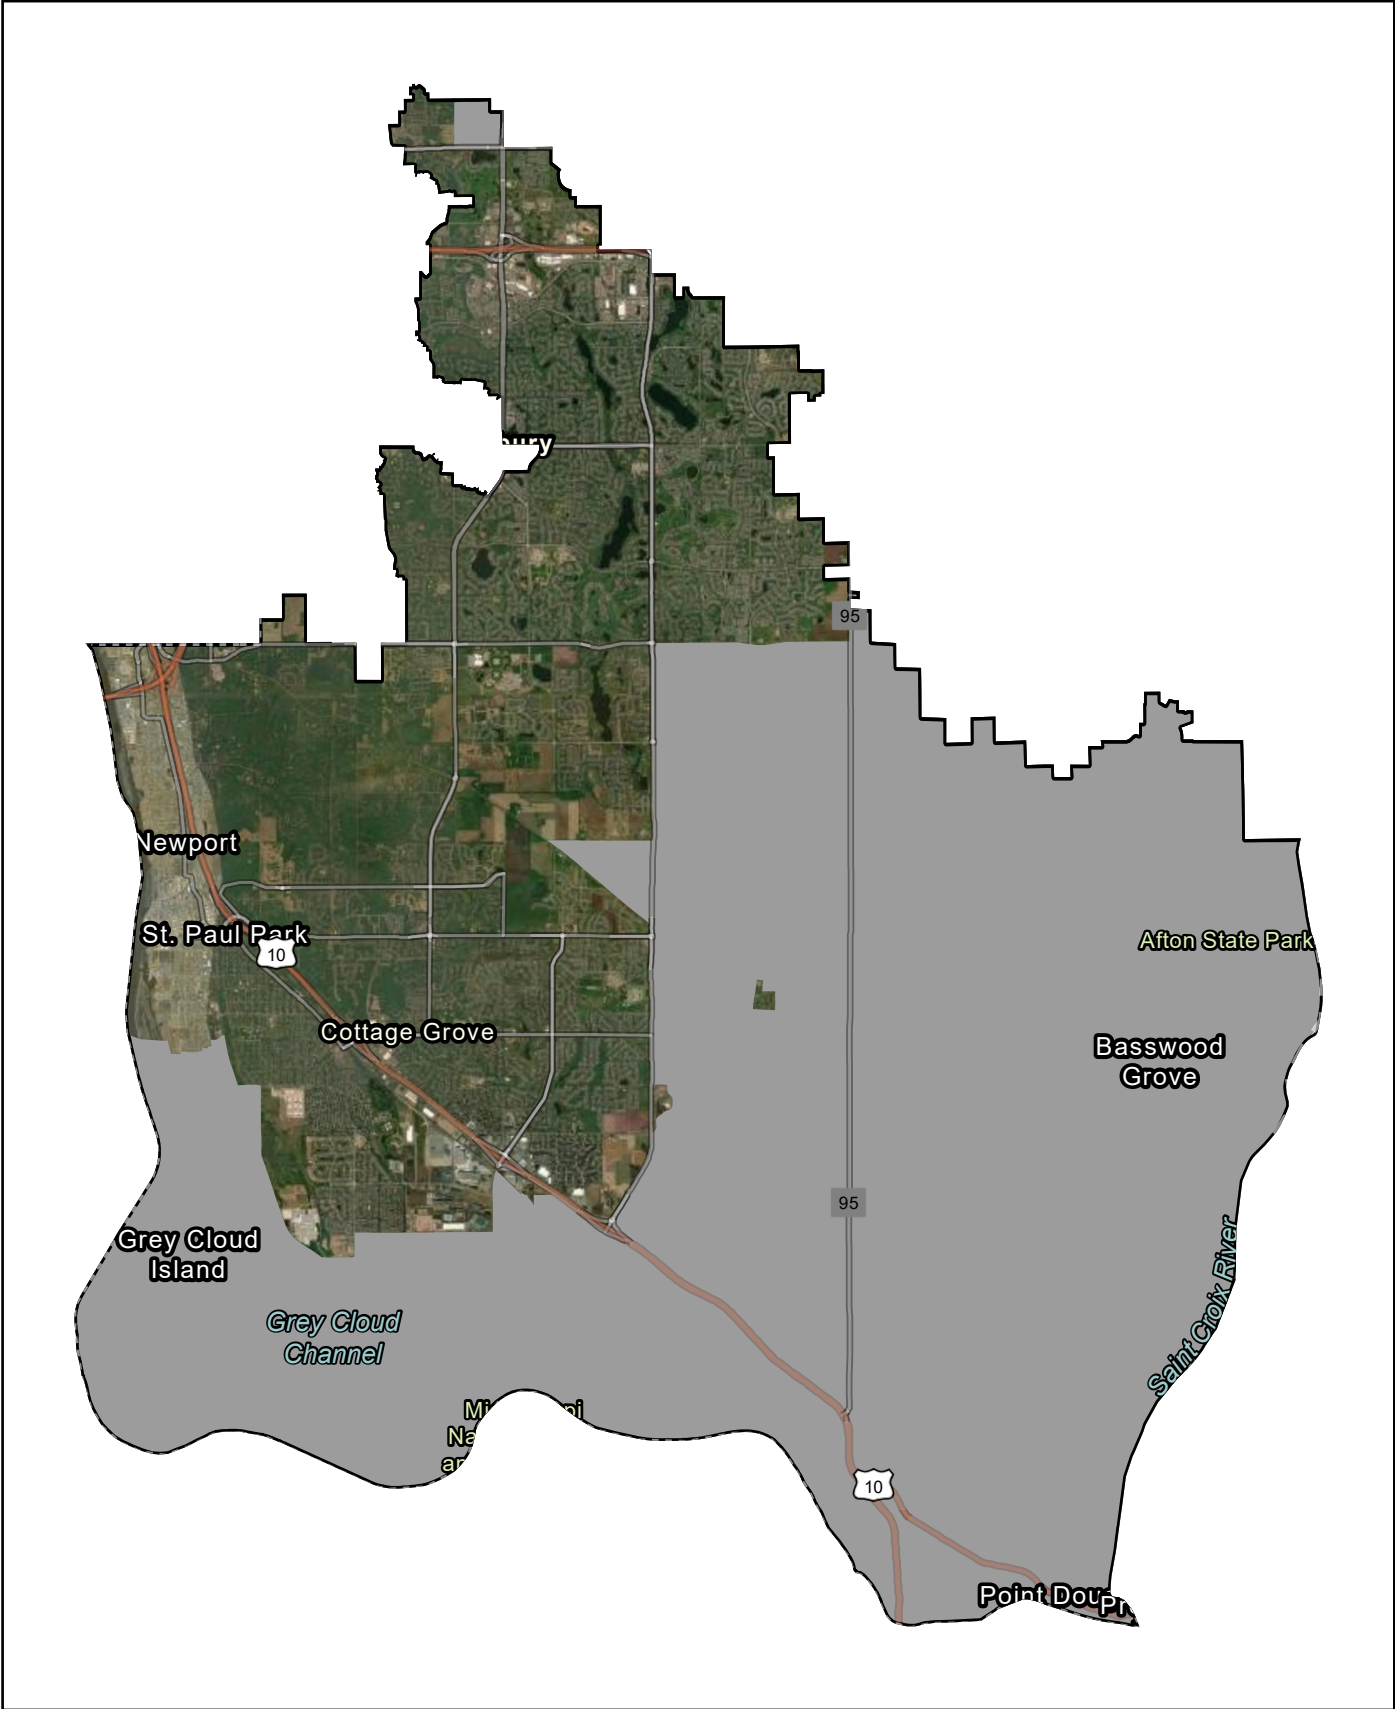 bury
95
Newport
St. Paul Park
10
Afton State Park
Cottage Grove
Basswood
Grove
95
Grey Cloud
Island
Grey Cloud
Channel
Saint Croix River
10